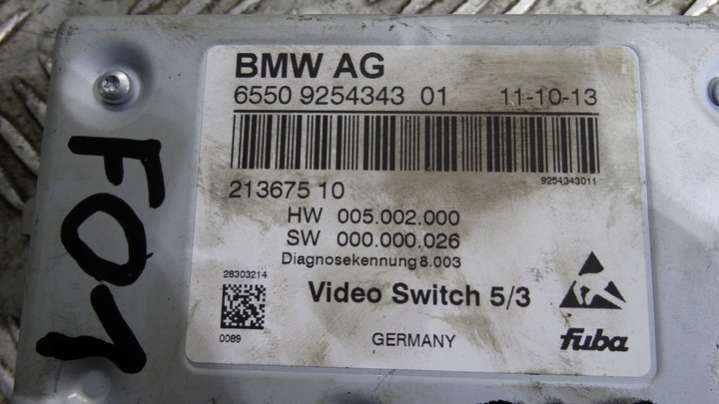 BMW AG
6550 9254343 01 11-10-13
9254343011
213675 10
HW 005.002.000
SW 000.000.026
Diagnosekennung 8.003
28303214
Video Switch 5/3
0089
GERMANY
fuba
F01